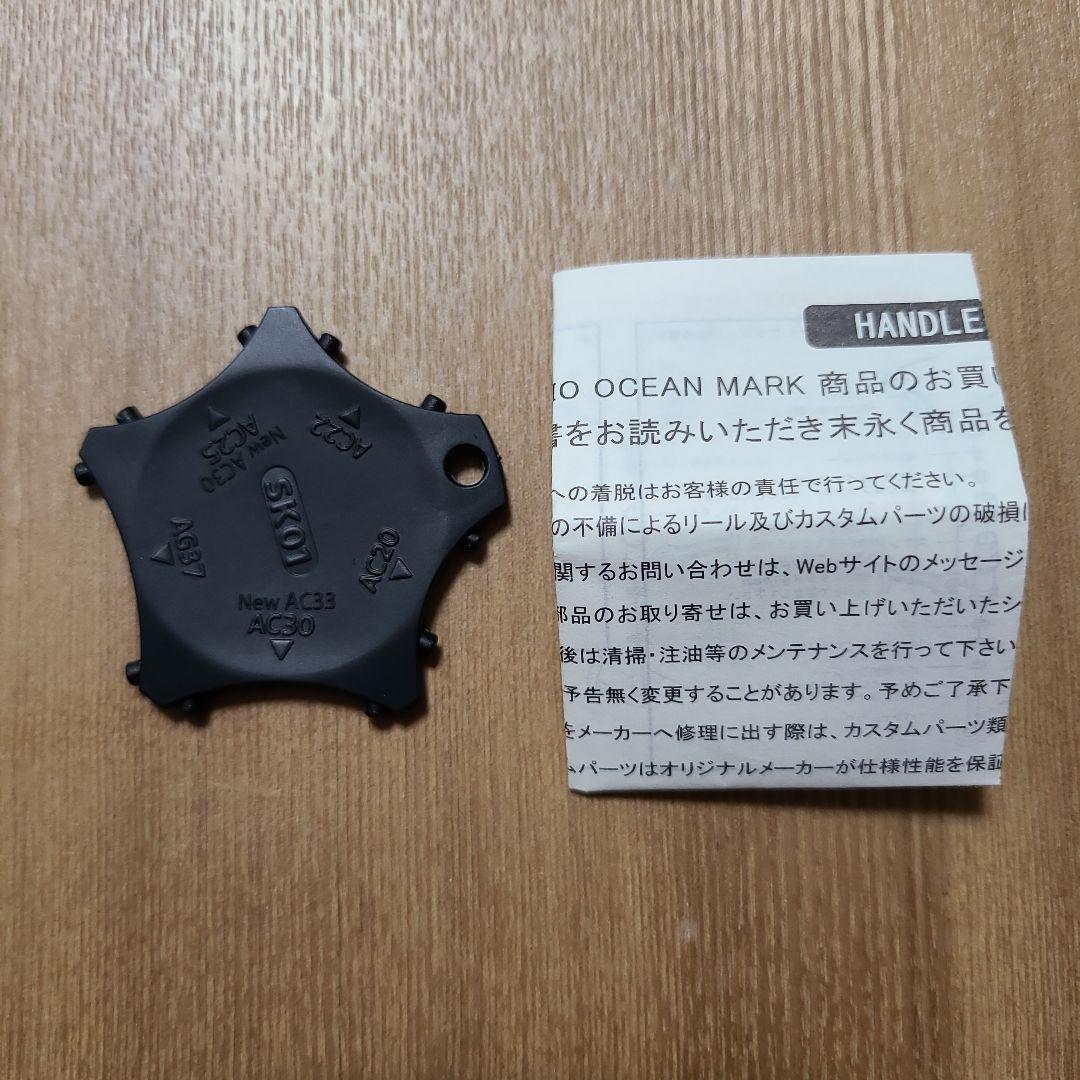 AC22
AC25
New AC30
SK01
AG37
AC20
New AC33
AC30
HANDLE
IO OCEAN MARK 商品のお買い
書をお読みいただき末永く商品を
への着脱はお客様の責任で行ってください。
の不備によるリール及びカスタムパーツの破損
関するお問い合わせは、Webサイトのメッセージ
部品のお取り寄せは、お買い上げいただいたシ
後は清掃・注油等のメンテナンスを行って下さい
予告無く変更することがあります。予めご了承下
をメーカーへ修理に出す際は、カスタムパーツ類
ムパーツはオリジナルメーカーが仕様性能を保証